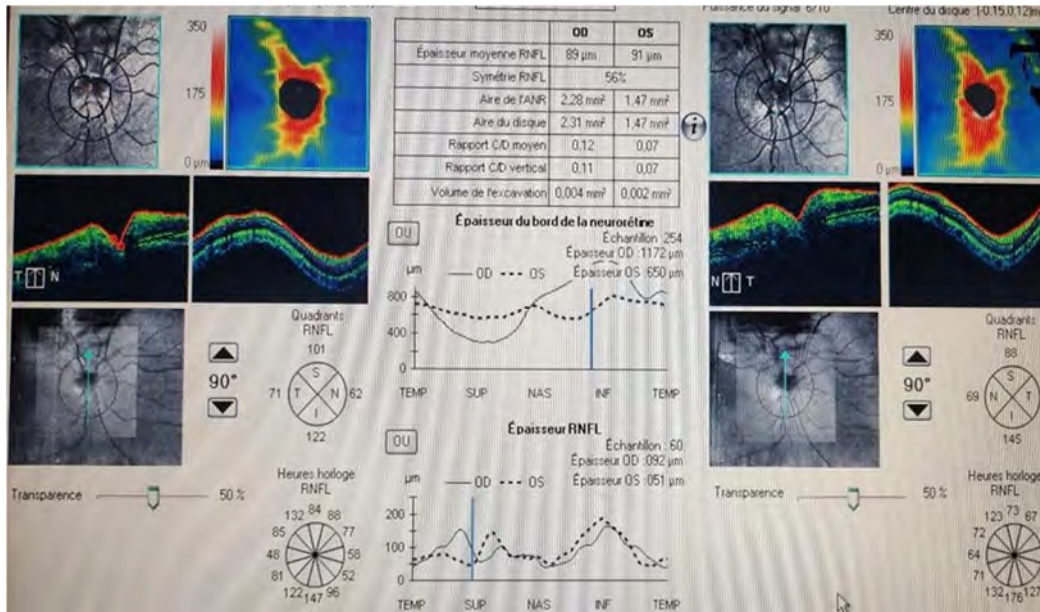 Puissance du signal 6/10
Centre du disque : (-0.15,0.12)m
350
175
0 µm
OD OS
Épaisseur moyenne RNFL 89 µm 91 µm
Symétrie RNFL 56%
Aire de l'ANR 2,28 mm² 1,47 mm²
Aire du disque 2,31 mm² 1,47 mm²
Rapport C/D moyen 0,12 0,07
Rapport C/D vertical 0,11 0,07
Volume de l'excavation 0,004 mm³ 0,002 mm³
i
350
175
0 µm
T N
Épaisseur du bord de la neurorétine
OU
Échantillon 254
Épaisseur OD :1172 µm
µm OD OS Épaisseur OS :650 µm
800
400
0
TEMP SUP NAS INF TEMP
N T
Quadrants
RNFL
101
90°
S
71 T N 62
I
122
Quadrants
RNFL
88
90°
S
69 N T
I
145
Épaisseur RNFL
OU
Échantillon : 60
Épaisseur OD :092 µm
µm OD OS Épaisseur OS :051 µm
200
100
0
TEMP SUP NAS INF TEMP
Transparence 50 %
Heures horloge
RNFL
132 84 88
85 77
48 58
81 52
122 147 96
Transparence 50 %
Heures horloge
RNFL
123 73 67
72
64
71
132 176 127